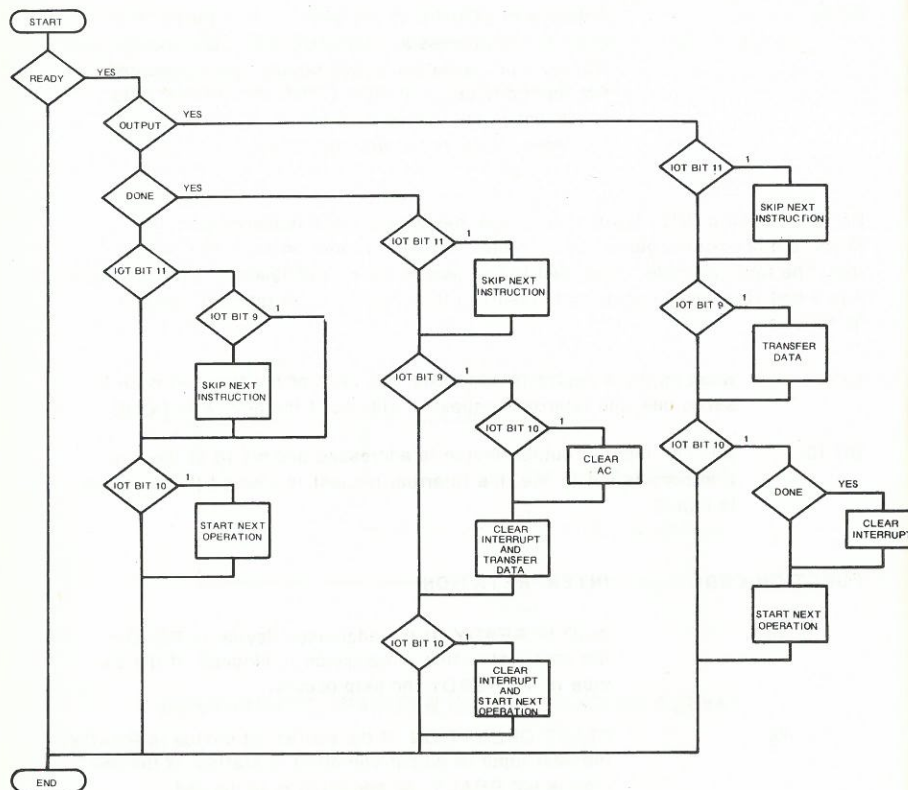 START
READY
YES
OUTPUT
YES
DONE
YES
IOT BIT 11
1
IOT BIT 9
1
SKIP NEXT
INSTRUCTION
IOT BIT 10
1
START NEXT
OPERATION
IOT BIT 11
1
SKIP NEXT
INSTRUCTION
IOT BIT 9
1
IOT BIT 10
1
CLEAR
AC
CLEAR
INTERRUPT
AND
TRANSFER
DATA
IOT BIT 10
1
CLEAR
INTERRUPT
AND
START NEXT
OPERATION
IOT BIT 11
1
SKIP NEXT
INSTRUCTION
IOT BIT 9
1
TRANSFER
DATA
IOT BIT 10
1
DONE
YES
CLEAR
INTERRUPT
START NEXT
OPERATION
END